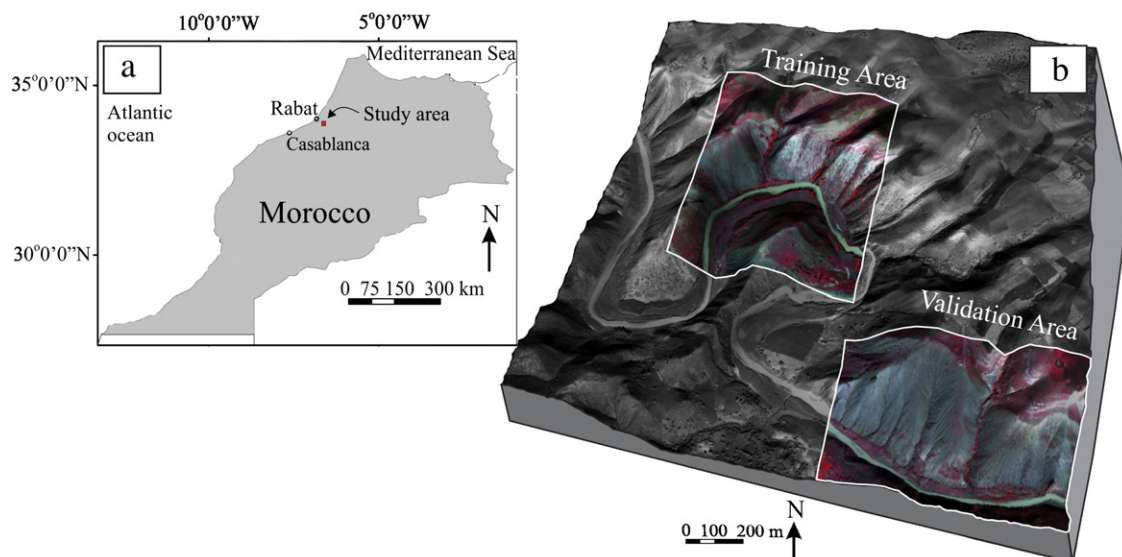 10°0'0”W
5°0'0”W
a
Mediterranean Sea
35°0'0”N
Atlantic
ocean
Rabat
Study area
Casablanca
Morocco
N
30°0'0”N
0 75 150 300 km
b
Training Area
Validation Area
N
0 100 200 m